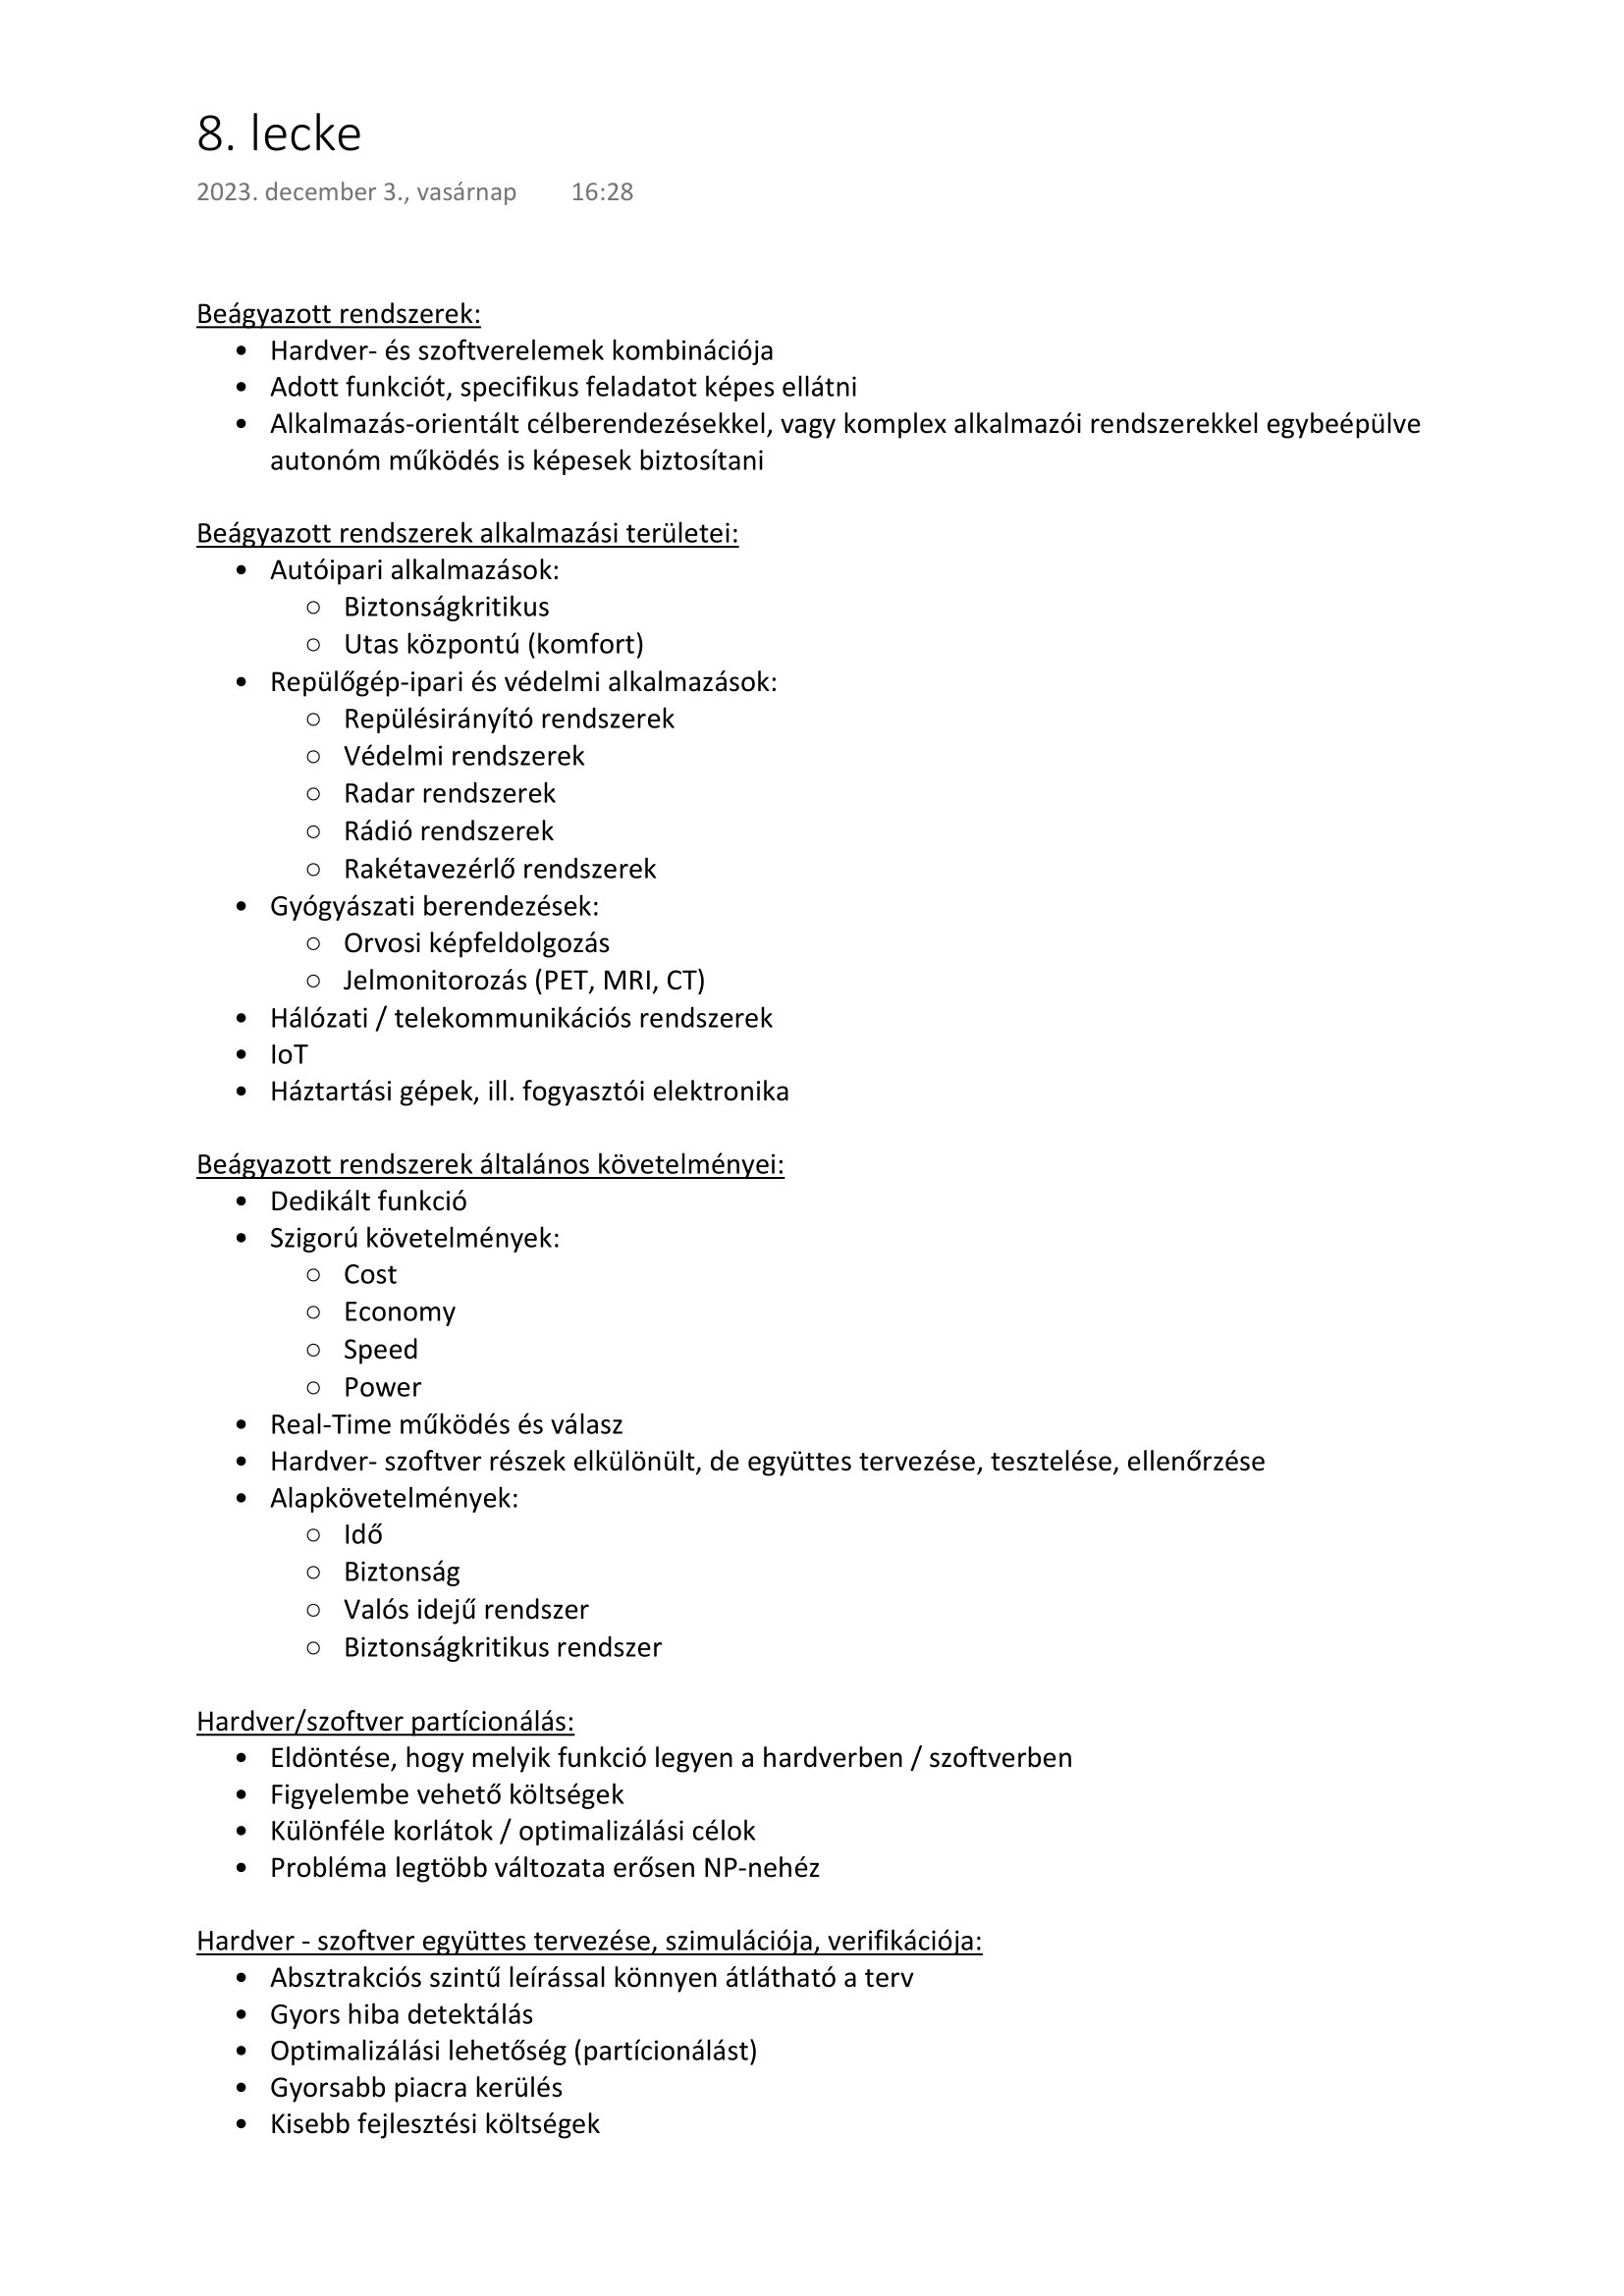 8. lecke
2023. december 3., vasárnap 16:28
Beágyazott rendszerek:
• Hardver- és szoftverelemek kombinációja
• Adott funkciót, specifikus feladatot képes ellátni
• Alkalmazás-orientált célberendezésekkel, vagy komplex alkalmazói rendszerekkel egybeépülve
autonóm működés is képesek biztosítani
Beágyazott rendszerek alkalmazási területei:
• Autóipari alkalmazások:
○ Biztonságkritikus
○ Utas központú (komfort)
• Repülőgép-ipari és védelmi alkalmazások:
○ Repülésirányító rendszerek
○ Védelmi rendszerek
○ Radar rendszerek
○ Rádió rendszerek
○ Rakétavezérlő rendszerek
• Gyógyászati berendezések:
○ Orvosi képfeldolgozás
○ Jelmonitorozás (PET, MRI, CT)
• Hálózati / telekommunikációs rendszerek
• IoT
• Háztartási gépek, ill. fogyasztói elektronika
Beágyazott rendszerek általános követelményei:
• Dedikált funkció
• Szigorú követelmények:
○ Cost
○ Economy
○ Speed
○ Power
• Real-Time működés és válasz
• Hardver- szoftver részek elkülönült, de együttes tervezése, tesztelése, ellenőrzése
• Alapkövetelmények:
○ Idő
○ Biztonság
○ Valós idejű rendszer
○ Biztonságkritikus rendszer
Hardver/szoftver partícionálás:
• Eldöntése, hogy melyik funkció legyen a hardverben / szoftverben
• Figyelembe vehető költségek
• Különféle korlátok / optimalizálási célok
• Probléma legtöbb változata erősen NP-nehéz
Hardver - szoftver együttes tervezése, szimulációja, verifikációja:
• Absztrakciós szintű leírással könnyen átlátható a terv
• Gyors hiba detektálás
• Optimalizálási lehetőség (partícionálást)
• Gyorsabb piacra kerülés
• Kisebb fejlesztési költségek